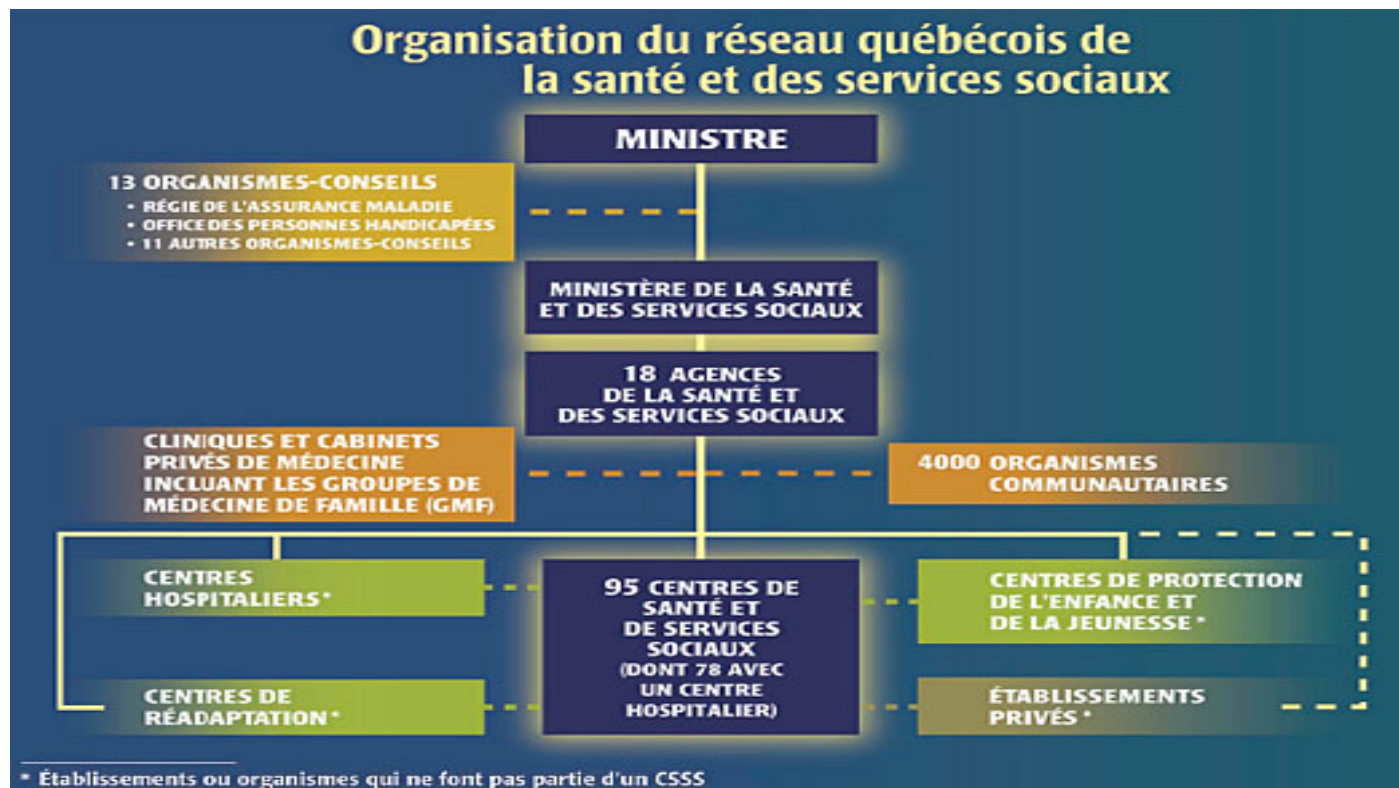 Organisation du réseau québécois de
la santé et des services sociaux
MINISTRE
13 ORGANISMES-CONSEILS
• RÉGIE DE L'ASSURANCE MALADIE
• OFFICE DES PERSONNES HANDICAPÉES
• 11 AUTRES ORGANISMES-CONSEILS
MINISTÈRE DE LA SANTÉ
ET DES SERVICES SOCIAUX
18 AGENCES
DE LA SANTÉ ET
DES SERVICES SOCIAUX
CLINIQUES ET CABINETS
PRIVÉS DE MÉDECINE
INCLUANT LES GROUPES DE
MÉDECINE DE FAMILLE (GMF)
4000 ORGANISMES
COMMUNAUTAIRES
CENTRES
HOSPITALIERS*
95 CENTRES DE
SANTÉ ET
DE SERVICES
SOCIAUX
(DONT 78 AVEC
UN CENTRE
HOSPITALIER)
CENTRES DE PROTECTION
DE L'ENFANCE ET
DE LA JEUNESSE*
CENTRES DE
RÉADAPTATION*
ÉTABLISSEMENTS
PRIVÉS*
* Établissements ou organismes qui ne font pas partie d'un CSSS